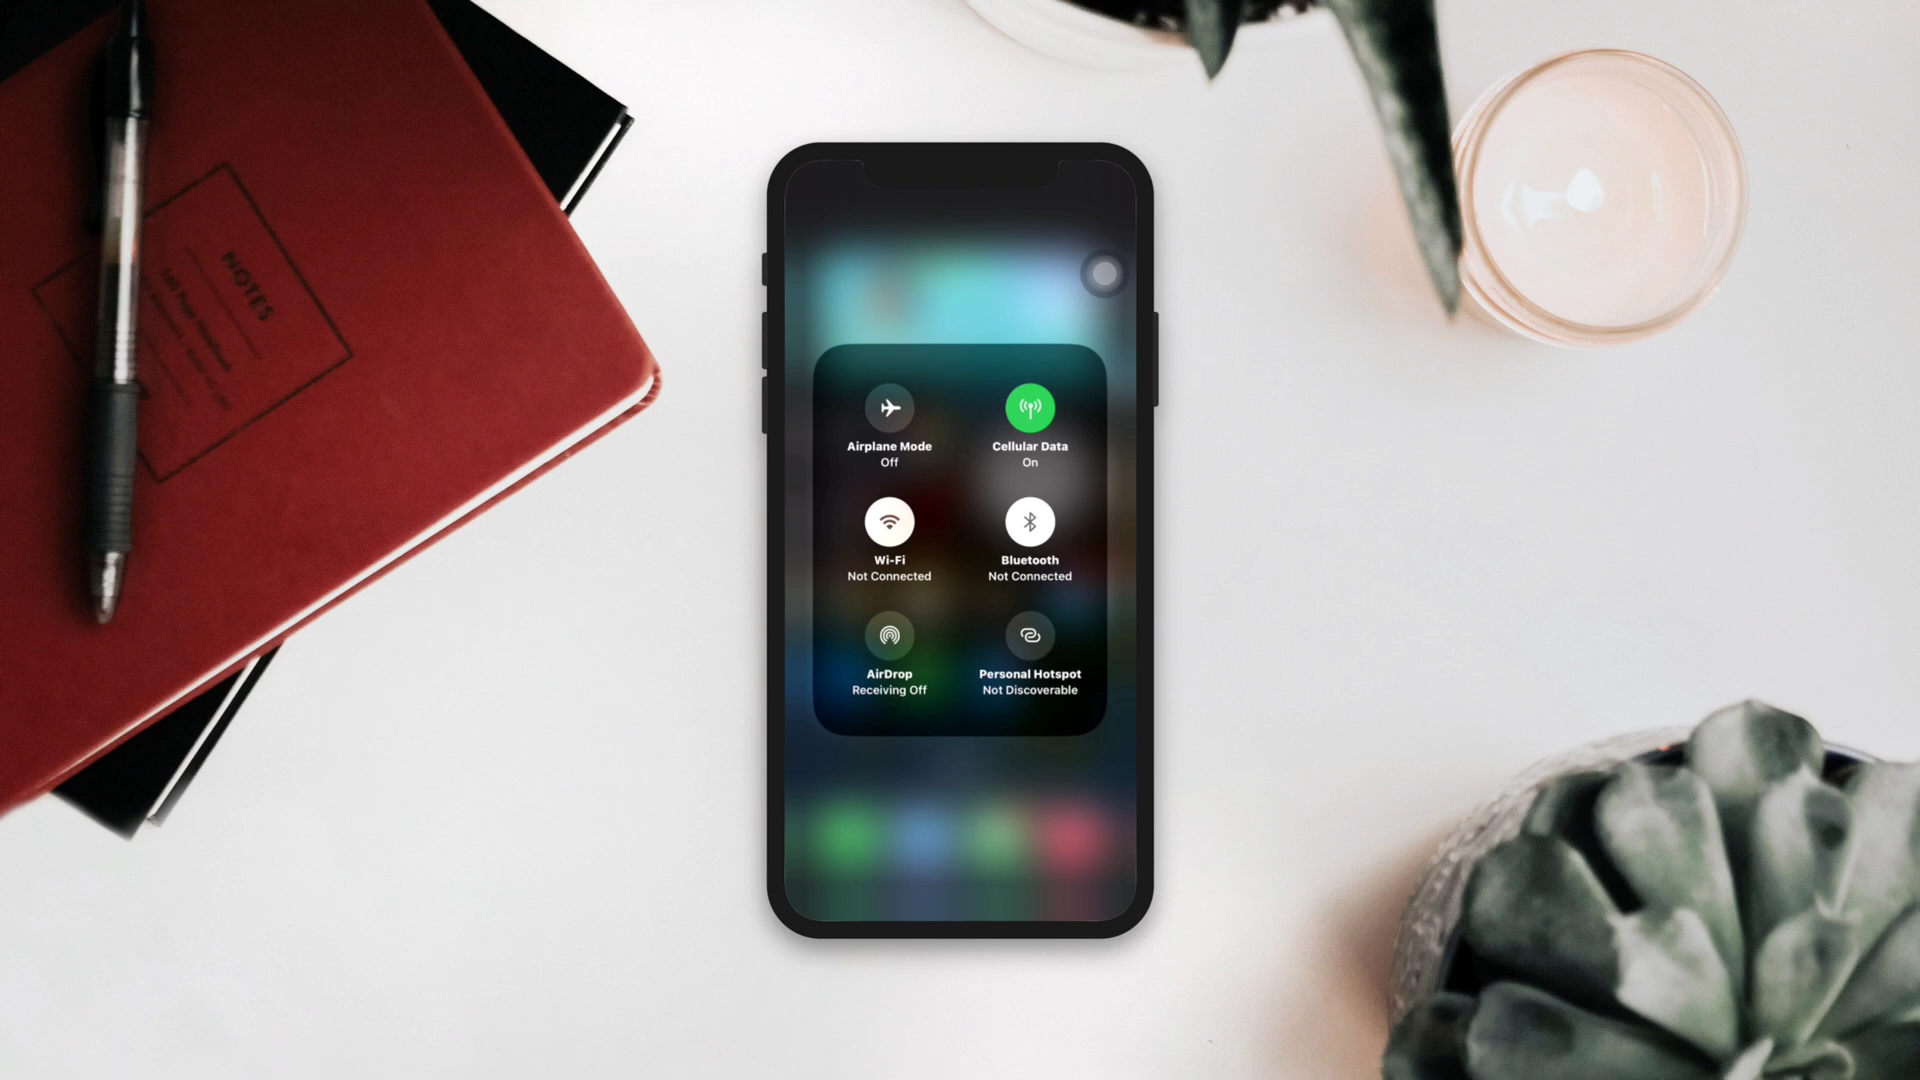 NOTES
Airplane Mode
Off
Cellular Data
On
Wi-Fi
Not Connected
Bluetooth
Not Connected
AirDrop
Receiving Off
Personal Hotspot
Not Discoverable